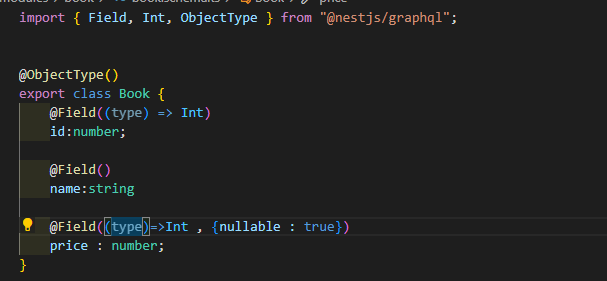 import { Field, Int, ObjectType } from "@nestjs/graphql";
@ObjectType()
export class Book {
@Field((type) => Int)
id:number;
@Field()
name:string
@Field((type)=>Int , {nullable : true})
price : number;
}